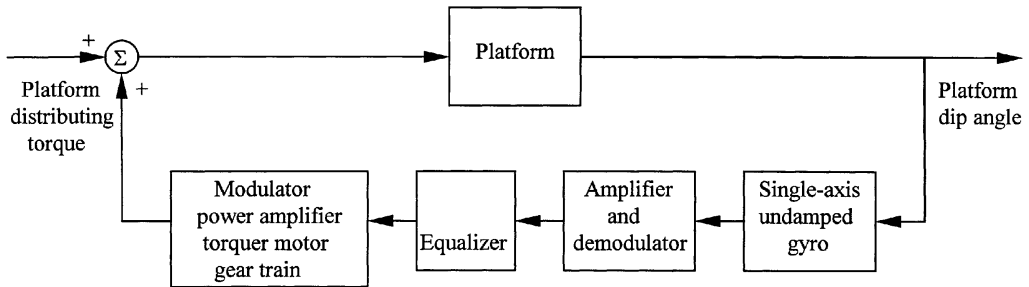 +
Σ
+
Platform
distributing
torque
Platform
Platform
dip angle
Modulator
power amplifier
torquer motor
gear train
Equalizer
Amplifier
and
demodulator
Single-axis
undamped
gyro